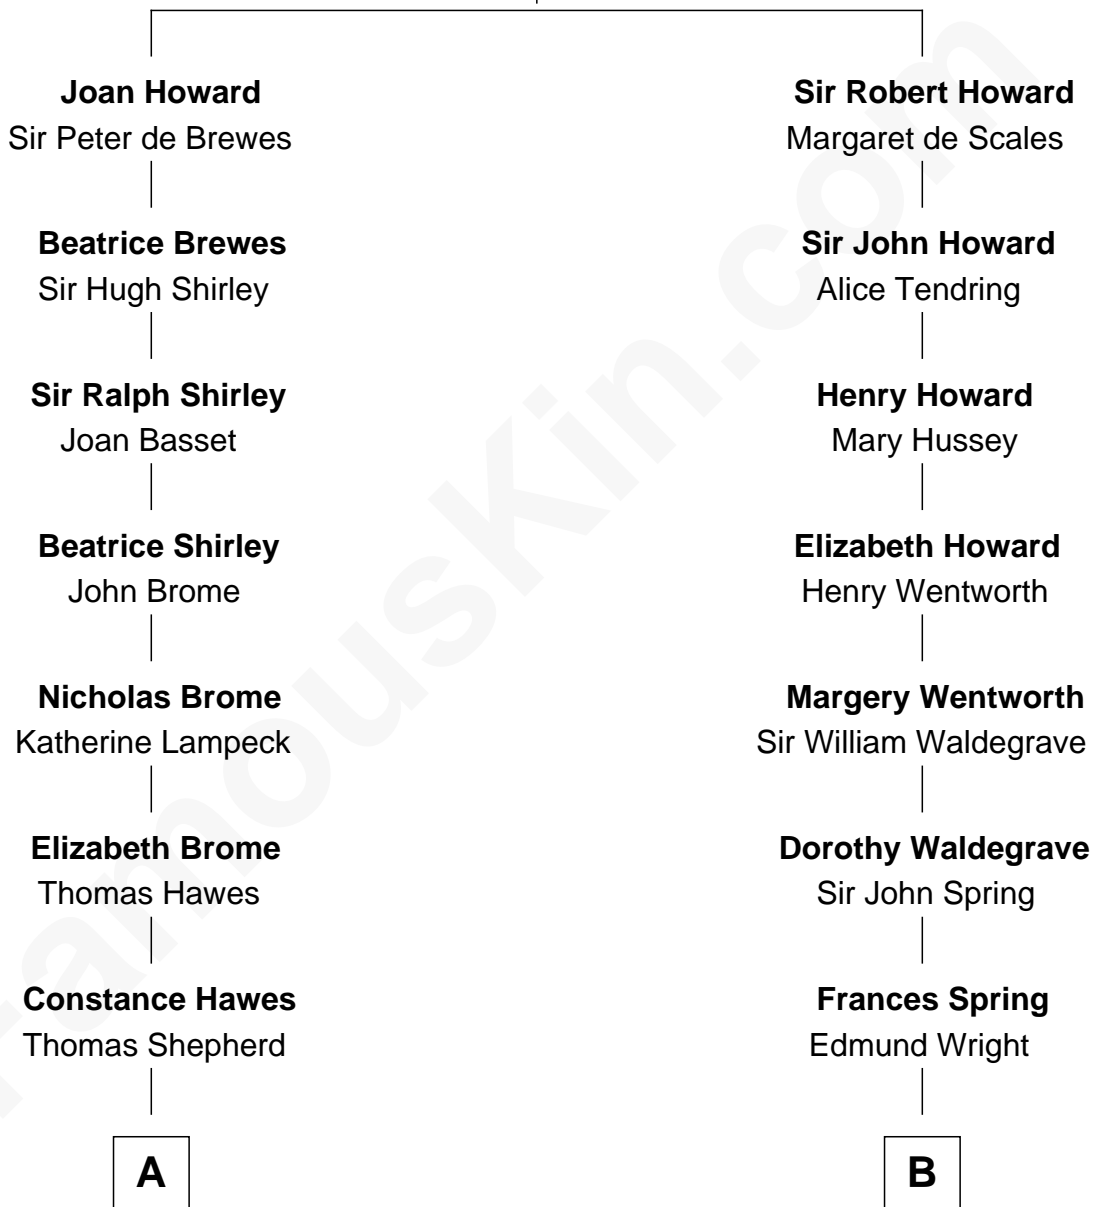 Joan Howard
Sir Peter de Brewes
Beatrice Brewes
Sir Hugh Shirley
Sir Ralph Shirley
Joan Basset
Beatrice Shirley
John Brome
Nicholas Brome
Katherine Lampeck
Elizabeth Brome
Thomas Hawes
Constance Hawes
Thomas Shepherd
A
Sir Robert Howard
Margaret de Scales
Sir John Howard
Alice Tendring
Henry Howard
Mary Hussey
Elizabeth Howard
Henry Wentworth
Margery Wentworth
Sir William Waldegrave
Dorothy Waldegrave
Sir John Spring
Frances Spring
Edmund Wright
B
FamousKin.com